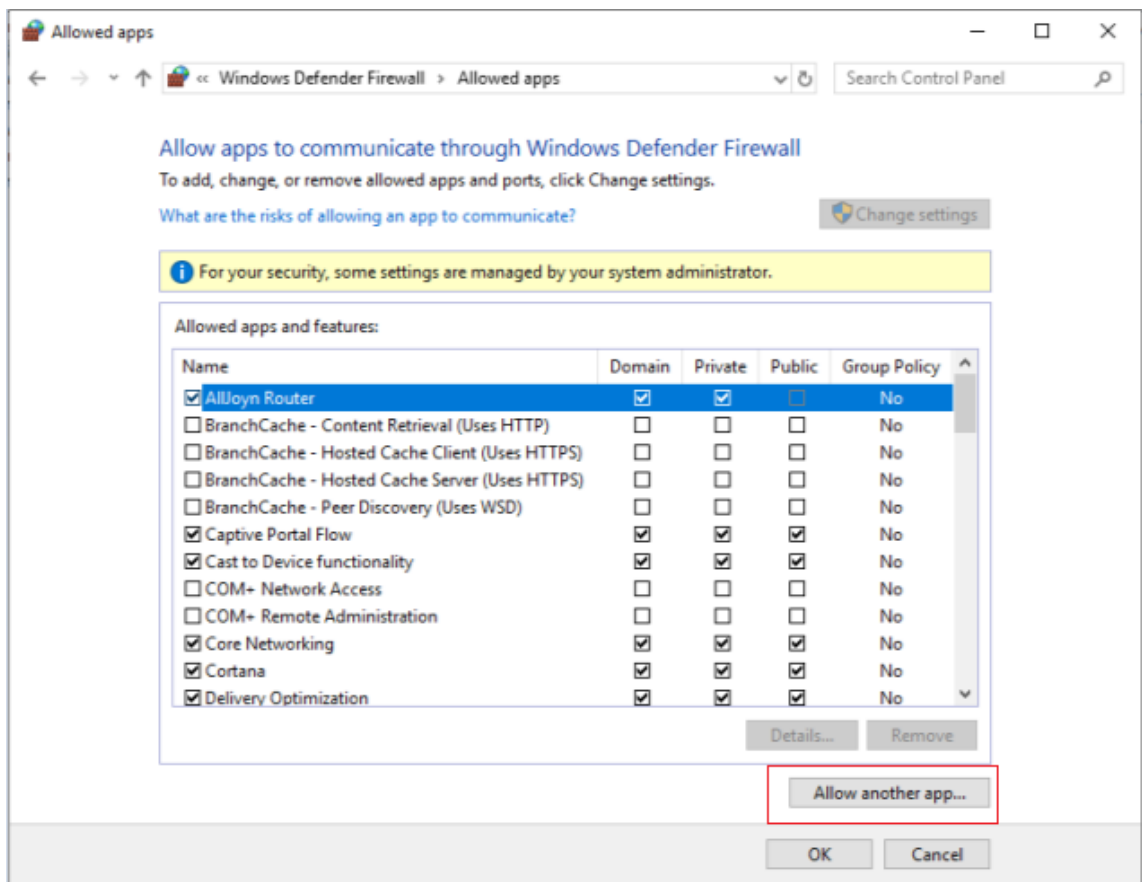 Allowed apps
« Windows Defender Firewall › Allowed apps
Search Control Panel
Allow apps to communicate through Windows Defender Firewall
To add, change, or remove allowed apps and ports, click Change settings.
What are the risks of allowing an app to communicate?
Change settings
For your security, some settings are managed by your system administrator.
Allowed apps and features:
Name Domain Private Public Group Policy
AllJoyn Router No
BranchCache - Content Retrieval (Uses HTTP) No
BranchCache - Hosted Cache Client (Uses HTTPS) No
BranchCache - Hosted Cache Server (Uses HTTPS) No
BranchCache - Peer Discovery (Uses WSD) No
Captive Portal Flow No
Cast to Device functionality No
COM+ Network Access No
COM+ Remote Administration No
Core Networking No
Cortana No
Delivery Optimization No
Details... Remove
Allow another app...
OK Cancel